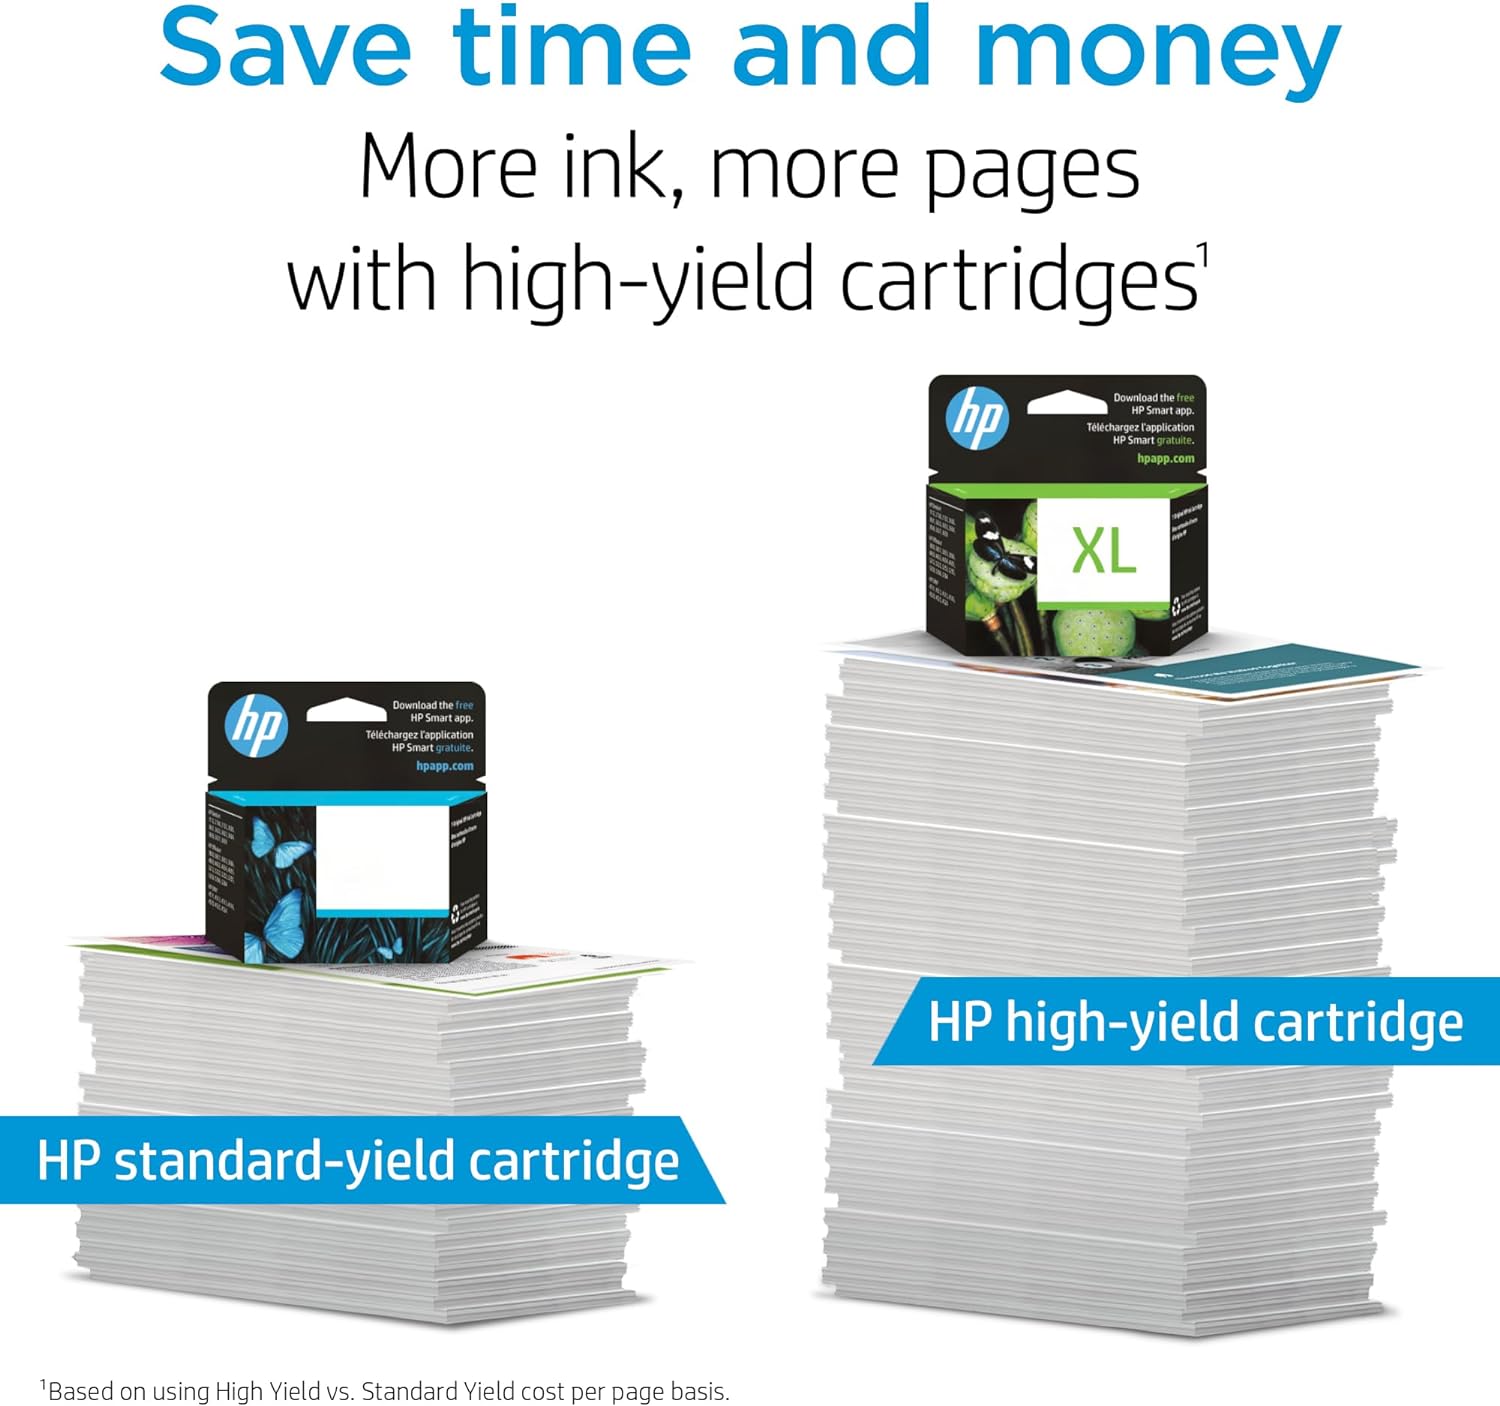 Save time and money
More ink, more pages
with high-yield cartridges¹
hp
Download the free
HP Smart app.
Téléchargez l'application
HP Smart gratuite.
hpapp.com
XL
hp
Download the free
HP Smart app.
Téléchargez l'application
HP Smart gratuite.
hpapp.com
HP high-yield cartridge
HP standard-yield cartridge
¹Based on using High Yield vs. Standard Yield cost per page basis.